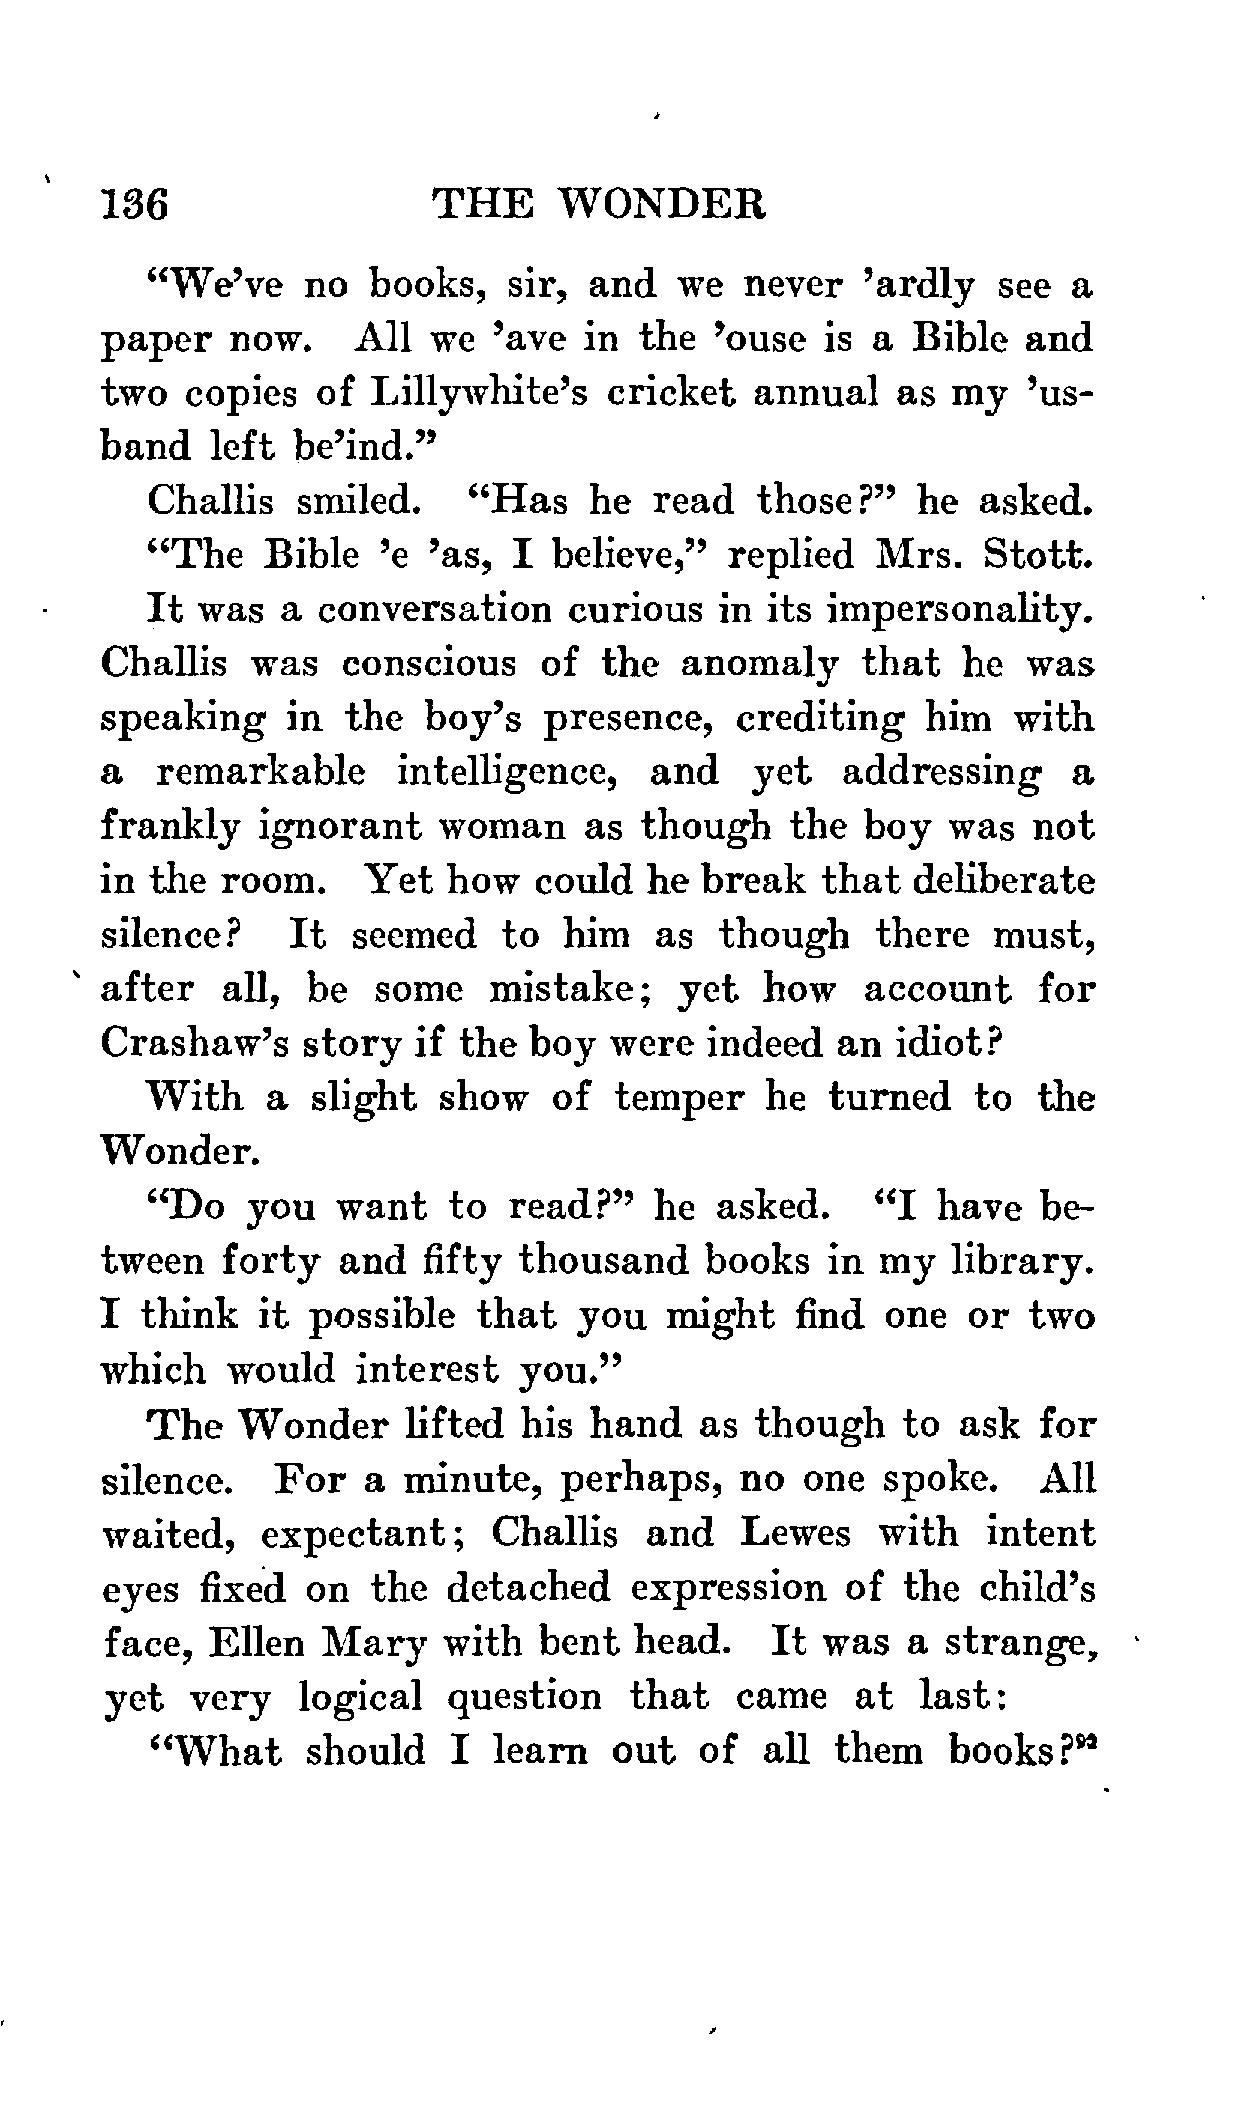 136 THE WONDER
“We’ve no books, sir, and we never ’ardly see a
paper now. All we ’ave in the ’ouse is a Bible and
two copies of Lillywhite’s cricket annual as my ’us-
band left be’ind.”
Challis smiled. “Has he read those?” he asked.
“The Bible ’e ’as, I believe,” replied Mrs. Stott.
It was a conversation curious in its impersonality.
Challis was conscious of the anomaly that he was
speaking in the boy’s presence, crediting him with
a remarkable intelligence, and yet addressing a
frankly ignorant woman as though the boy was not
in the room. Yet how could he break that deliberate
silence? It seemed to him as though there must,
after all, be some mistake; yet how account for
Crashaw’s story if the boy were indeed an idiot?
With a slight show of temper he turned to the
Wonder.
“Do you want to read?” he asked. “I have be-
tween forty and fifty thousand books in my library.
I think it possible that you might find one or two
which would interest you.”
The Wonder lifted his hand as though to ask for
silence. For a minute, perhaps, no one spoke. All
waited, expectant; Challis and Lewes with intent
eyes fixed on the detached expression of the child’s
face, Ellen Mary with bent head. It was a strange,
yet very logical question that came at last:
“What should I learn out of all them books?”